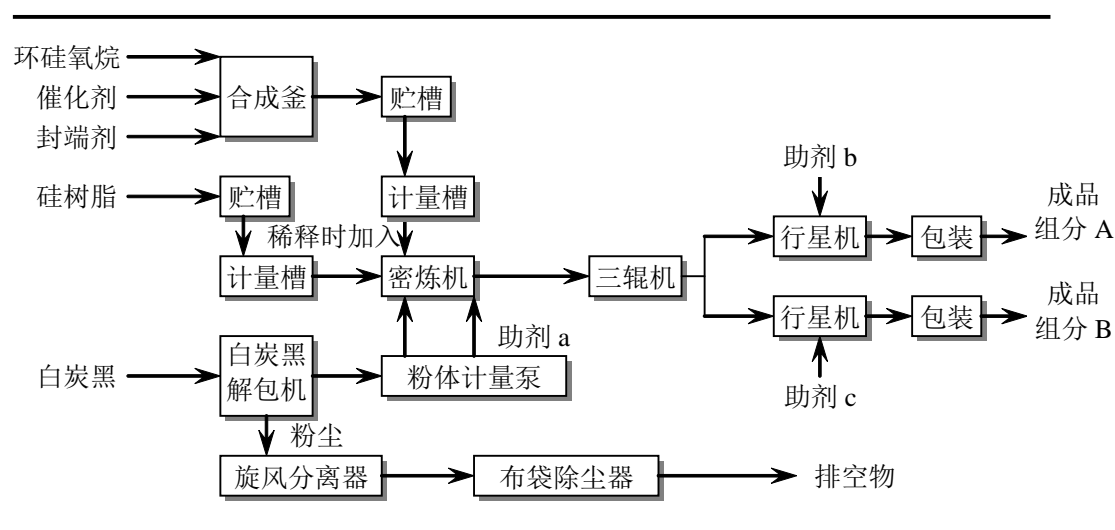 环硅氧烷
催化剂
封端剂
合成釜
贮槽
硅树脂
贮槽
计量槽
稀释时加入
计量槽
密炼机
三辊机
助剂 b
行星机
包装
成品
组分 A
行星机
包装
成品
组分 B
助剂 c
白炭黑
白炭黑
解包机
助剂 a
粉体计量泵
粉尘
旋风分离器
布袋除尘器
排空物